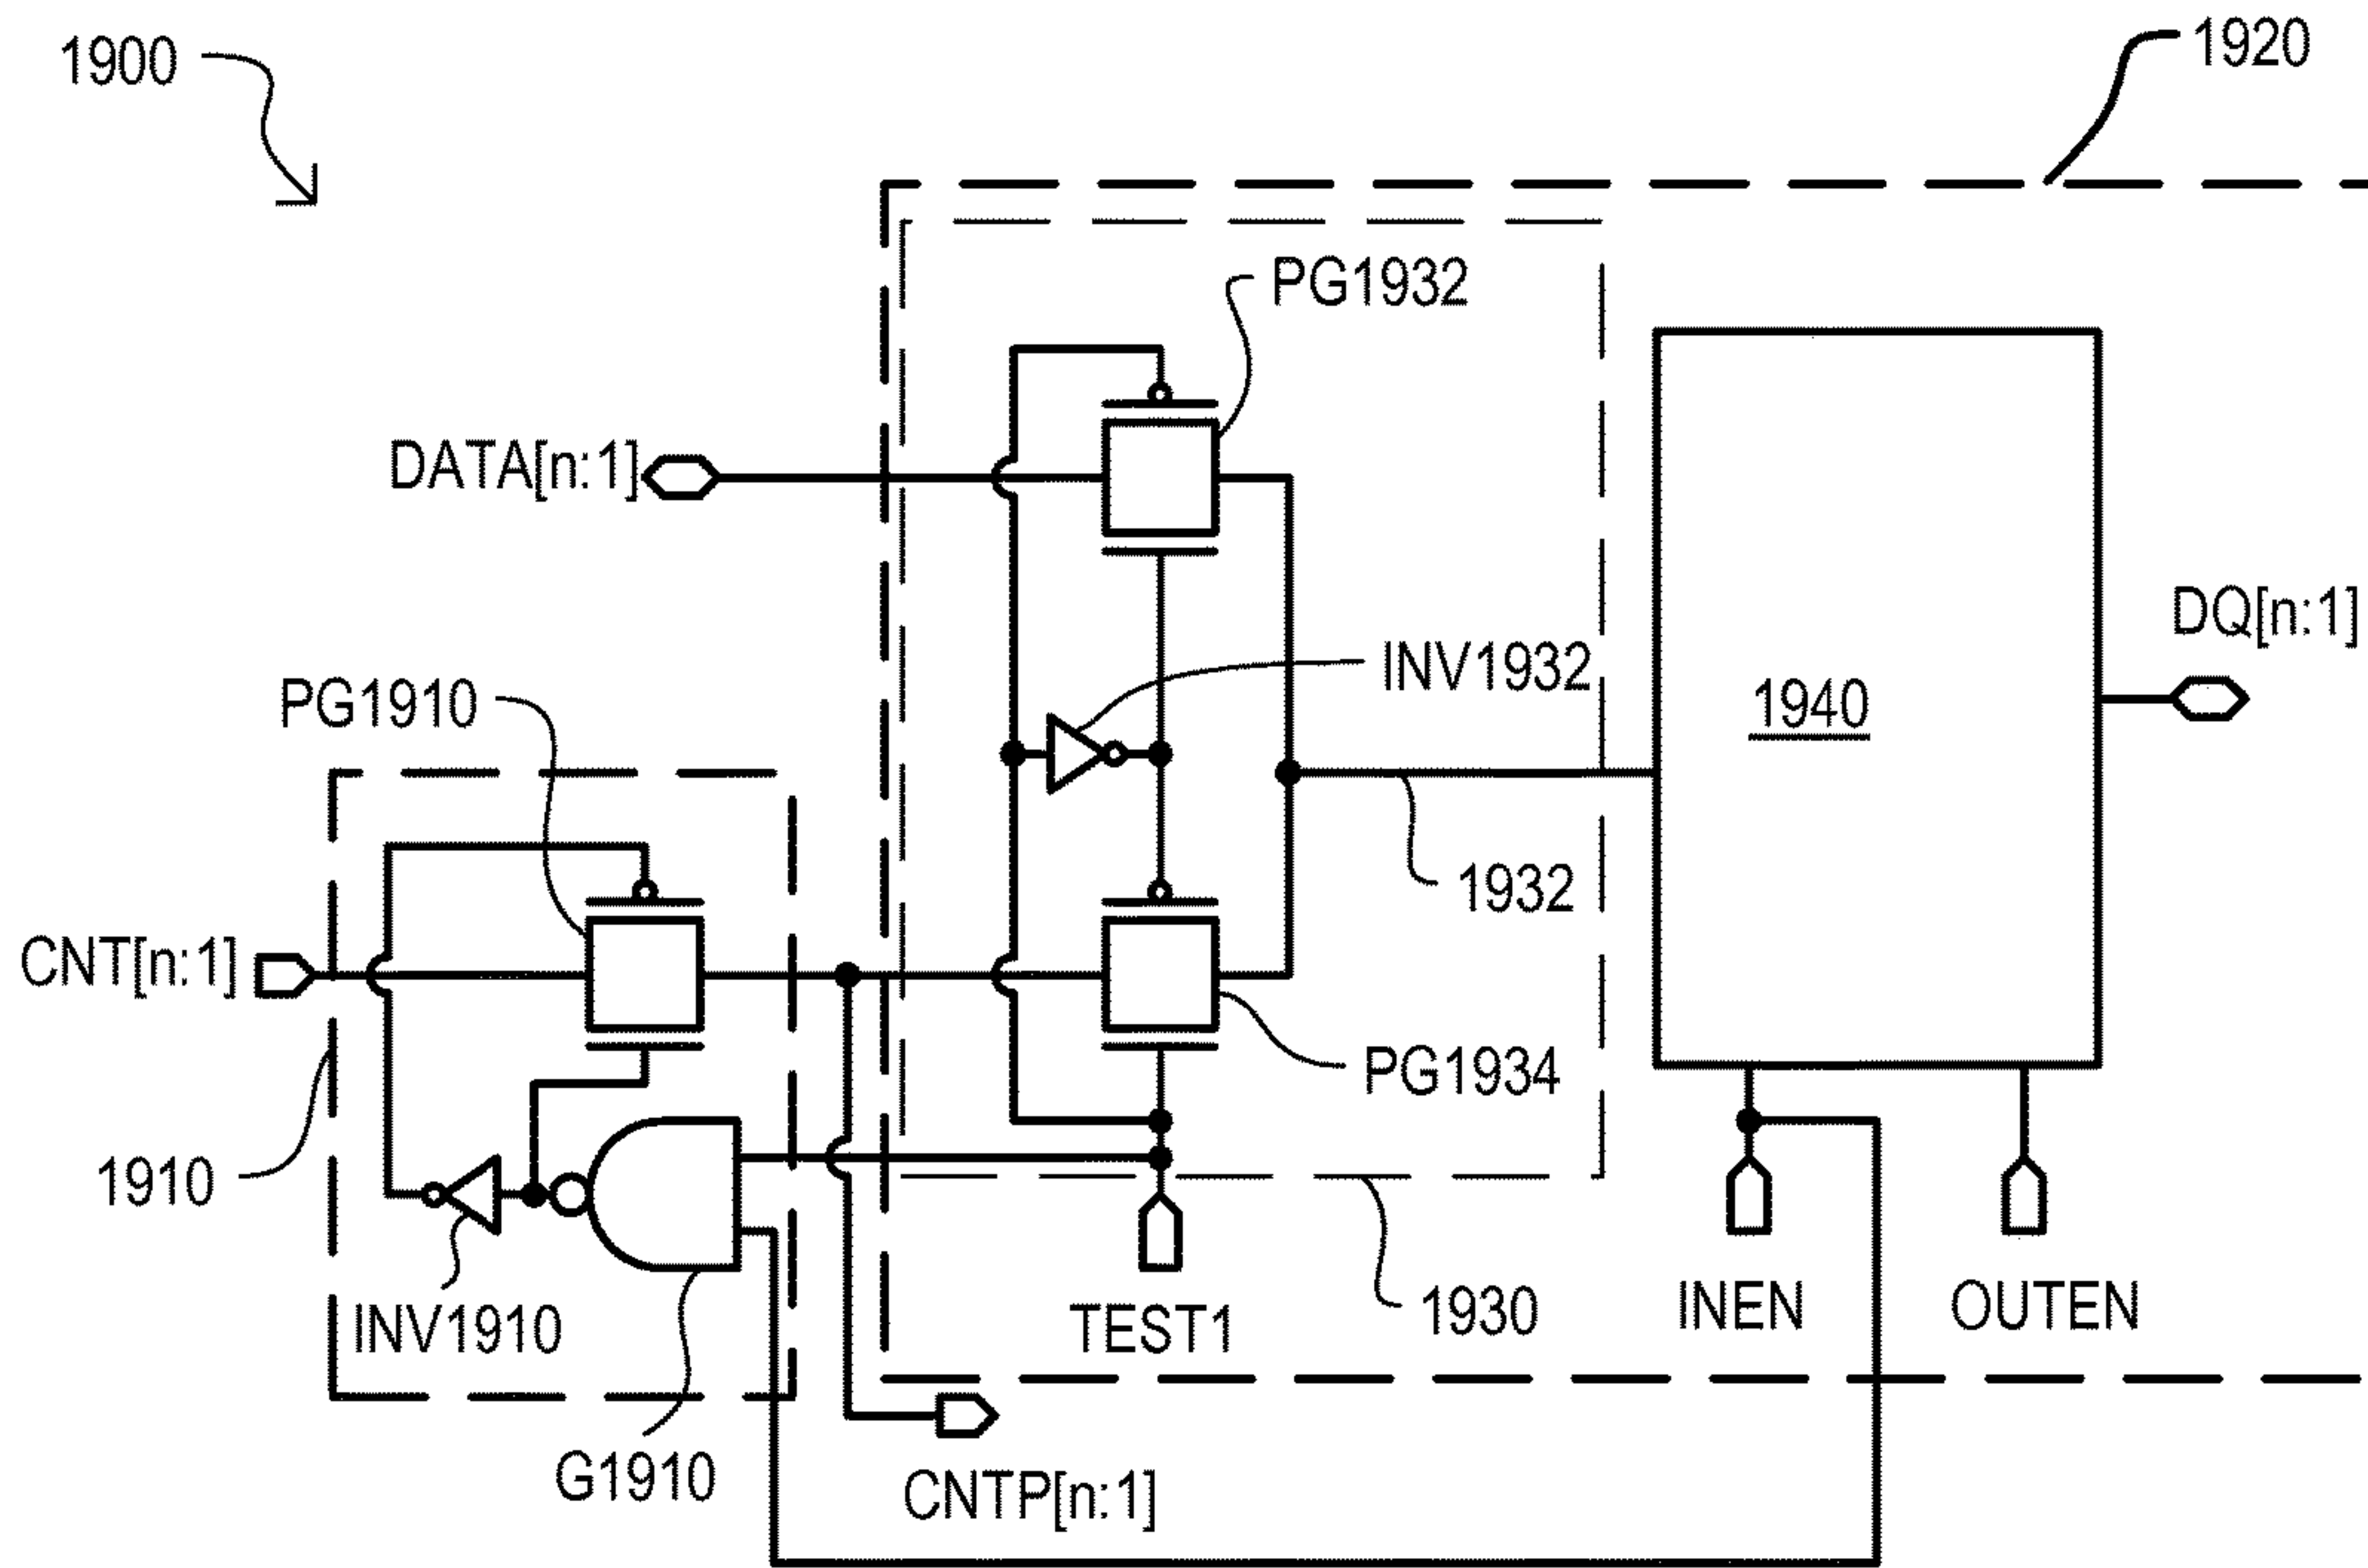 1900
1920
PG1932
DATA[n:1]
DQ[n:1]
INV1932
PG1910
1940
1932
CNT[n:1]
PG1934
1910
INV1910
TEST1
1930
INEN
OUTEN
G1910
CNTP[n:1]